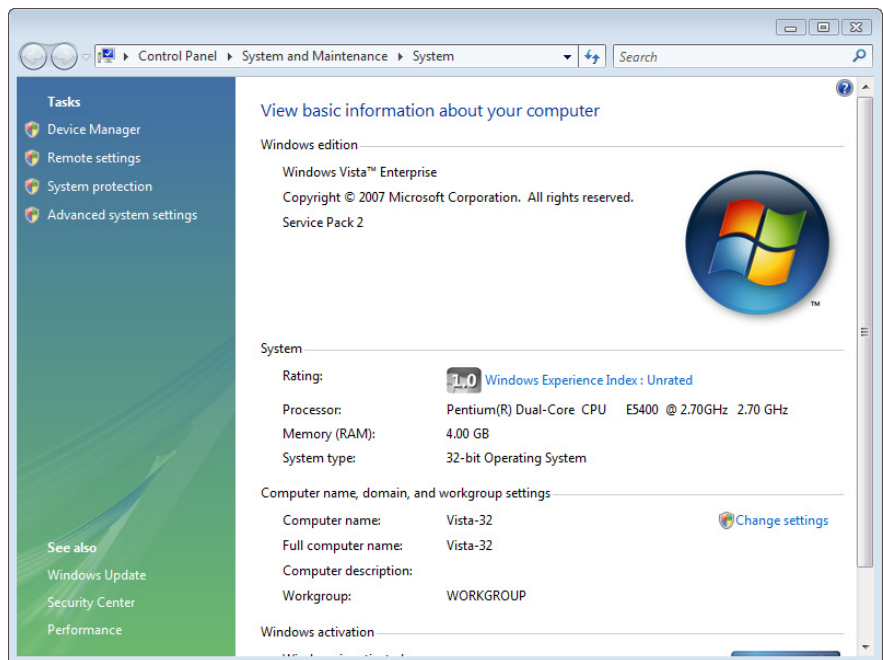 Control Panel System and Maintenance System
Search
Tasks
Device Manager
Remote settings
System protection
Advanced system settings
See also
Windows Update
Security Center
Performance
View basic information about your computer
Windows edition
Windows Vista™ Enterprise
Copyright © 2007 Microsoft Corporation. All rights reserved.
Service Pack 2
TM
System
Rating: 1.0 Windows Experience Index : Unrated
Processor: Pentium(R) Dual-Core CPU E5400 @ 2.70GHz 2.70 GHz
Memory (RAM): 4.00 GB
System type: 32-bit Operating System
Computer name, domain, and workgroup settings
Computer name: Vista-32 Change settings
Full computer name: Vista-32
Computer description:
Workgroup: WORKGROUP
Windows activation